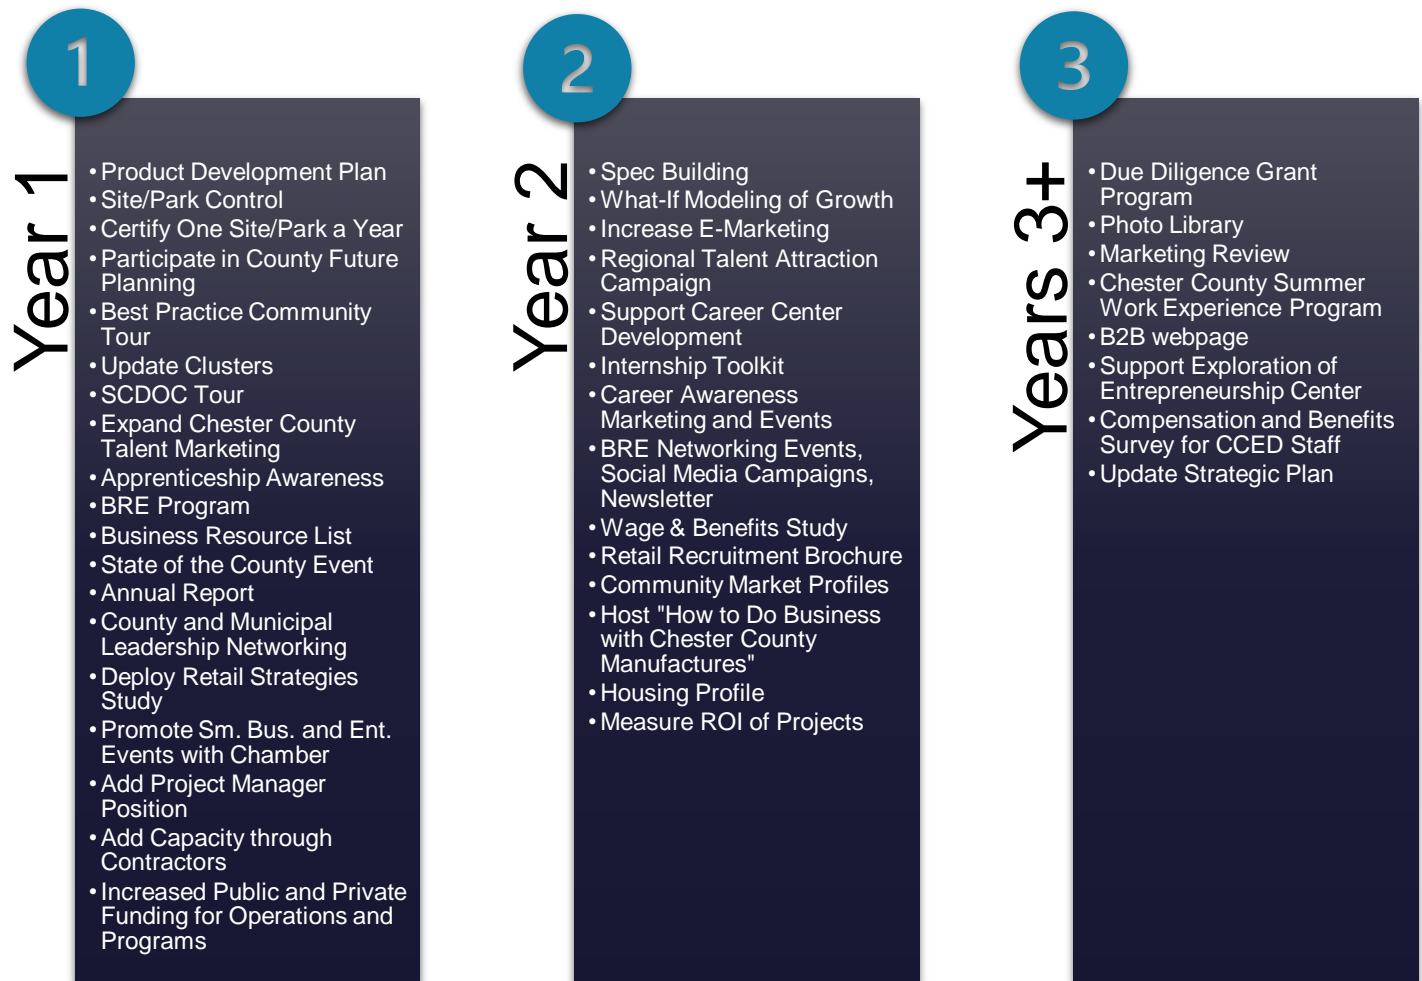 1
Year 1
•Product Development Plan
•Site/Park Control
•Certify One Site/Park a Year
•Participate in County Future
Planning
•Best Practice Community
Tour
•Update Clusters
•SCDOC Tour
•Expand Chester County
Talent Marketing
•Apprenticeship Awareness
•BRE Program
•Business Resource List
•State of the County Event
•Annual Report
•County and Municipal
Leadership Networking
•Deploy Retail Strategies
Study
•Promote Sm. Bus. and Ent.
Events with Chamber
•Add Project Manager
Position
•Add Capacity through
Contractors
•Increased Public and Private
Funding for Operations and
Programs
2
Year 2
•Spec Building
•What-If Modeling of Growth
•Increase E-Marketing
•Regional Talent Attraction
Campaign
•Support Career Center
Development
•Internship Toolkit
•Career Awareness
Marketing and Events
•BRE Networking Events,
Social Media Campaigns,
Newsletter
•Wage & Benefits Study
•Retail Recruitment Brochure
•Community Market Profiles
•Host "How to Do Business
with Chester County
Manufactures"
•Housing Profile
•Measure ROI of Projects
3
Years 3+
•Due Diligence Grant
Program
•Photo Library
•Marketing Review
•Chester County Summer
Work Experience Program
•B2B webpage
•Support Exploration of
Entrepreneurship Center
•Compensation and Benefits
Survey for CCED Staff
•Update Strategic Plan